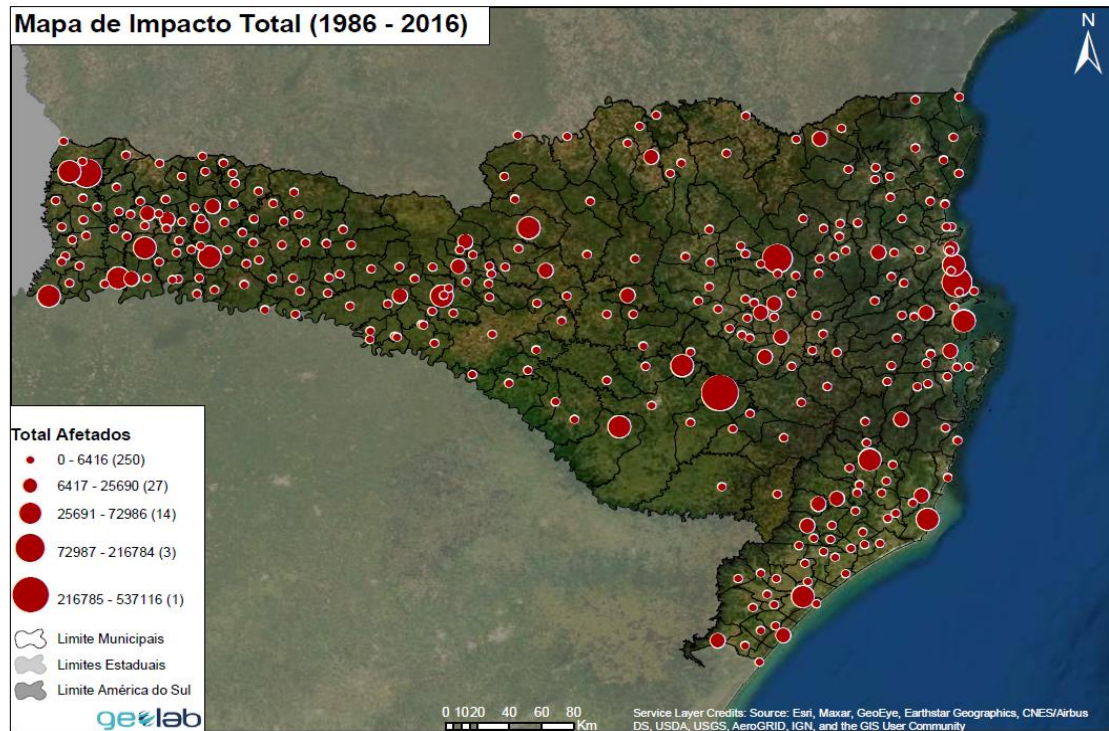 Mapa de Impacto Total (1986 - 2016)
N
Total Afetados
0 - 6416 (250)
6417 - 25690 (27)
25691 - 72986 (14)
72987 - 216784 (3)
216785 - 537116 (1)
Limite Municipais
Limites Estaduais
Limite América do Sul
geolab
0 10 20 40 60 80
Km
Service Layer Credits: Source: Esri, Maxar, GeoEye, Earthstar Geographics, CNES/Airbus
DS, USDA, USGS, AeroGRID, IGN, and the GIS User Community